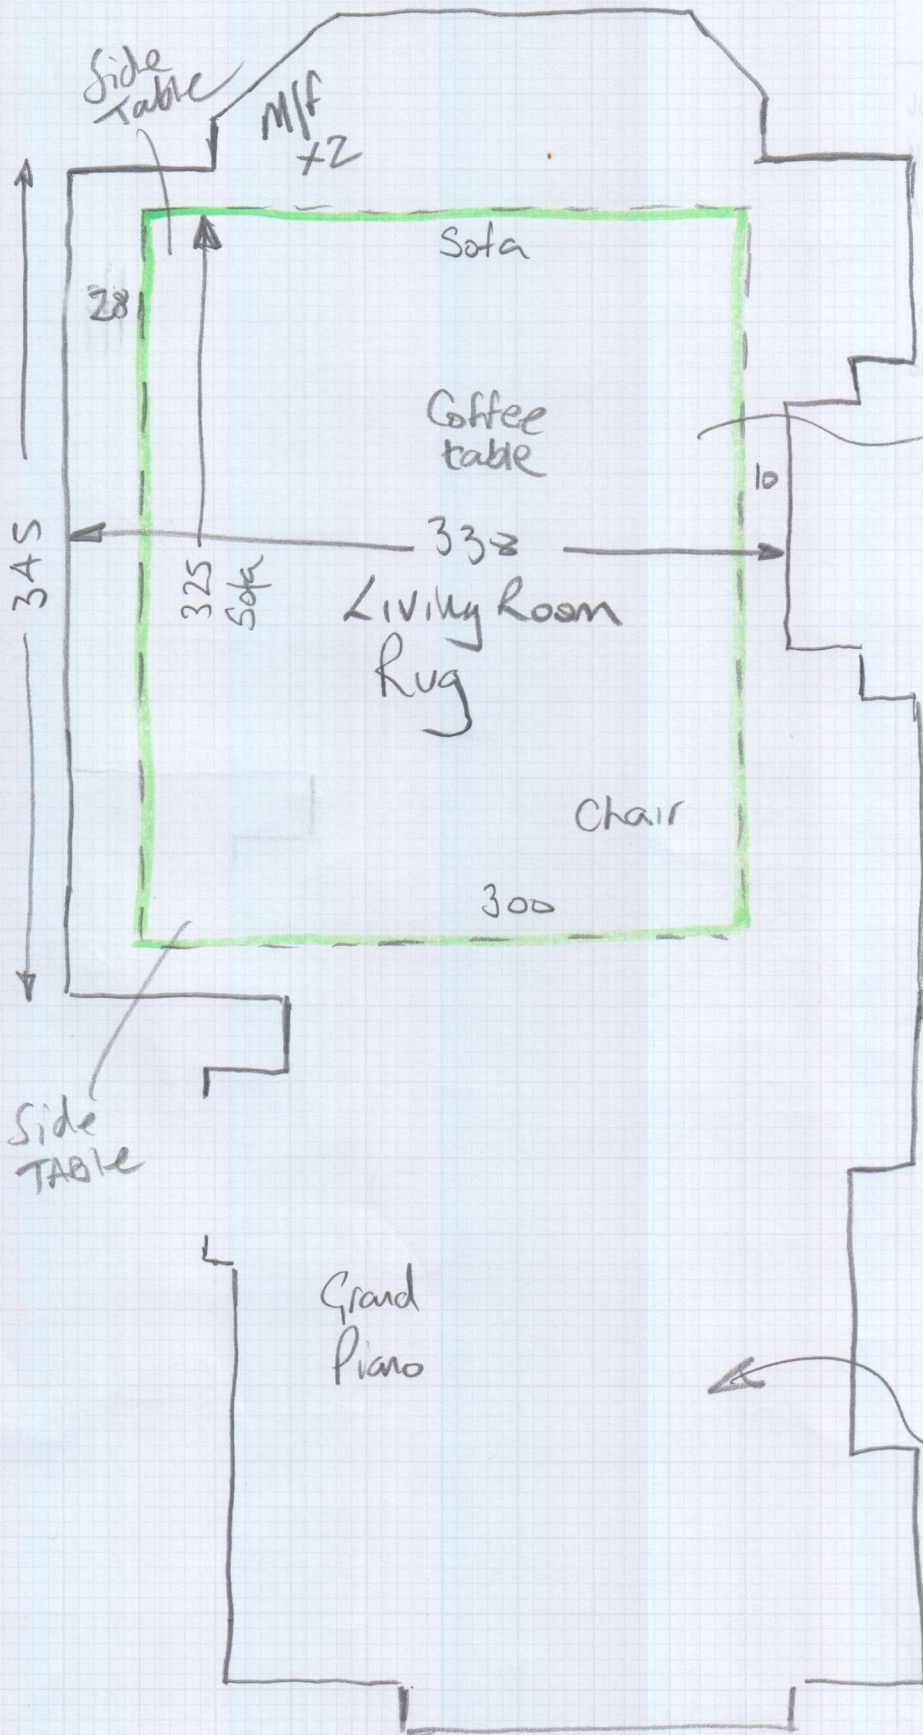 Side
Table
M/f
x2
Sofa
28
Coffee
table
10
338
345
325
Sofa
Living Room
Rug
Chair
300
Side
TABle
Grand
Piano